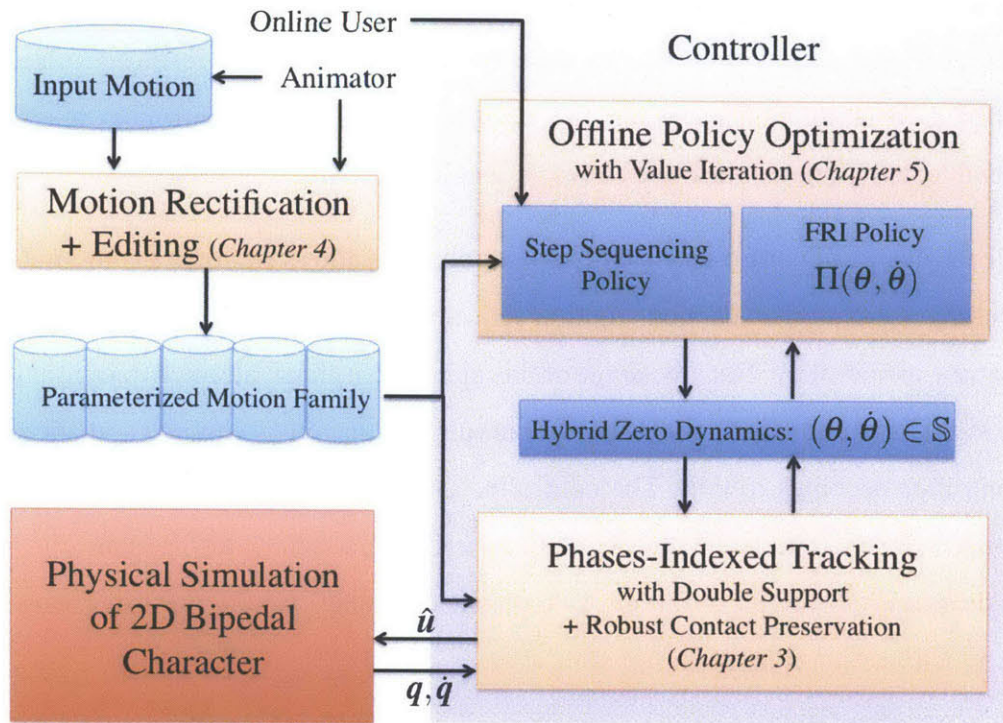 Online User
Animator
Input Motion
Motion Rectification
+ Editing (Chapter 4)
Parameterized Motion Family
Physical Simulation
of 2D Bipedal
Character
û
q, q̇
Controller
Offline Policy Optimization
with Value Iteration (Chapter 5)
Step Sequencing
Policy
FRI Policy
Π(θ, θ̇)
Hybrid Zero Dynamics: (θ, θ̇) ∈ 𝕊
Phases-Indexed Tracking
with Double Support
+ Robust Contact Preservation
(Chapter 3)